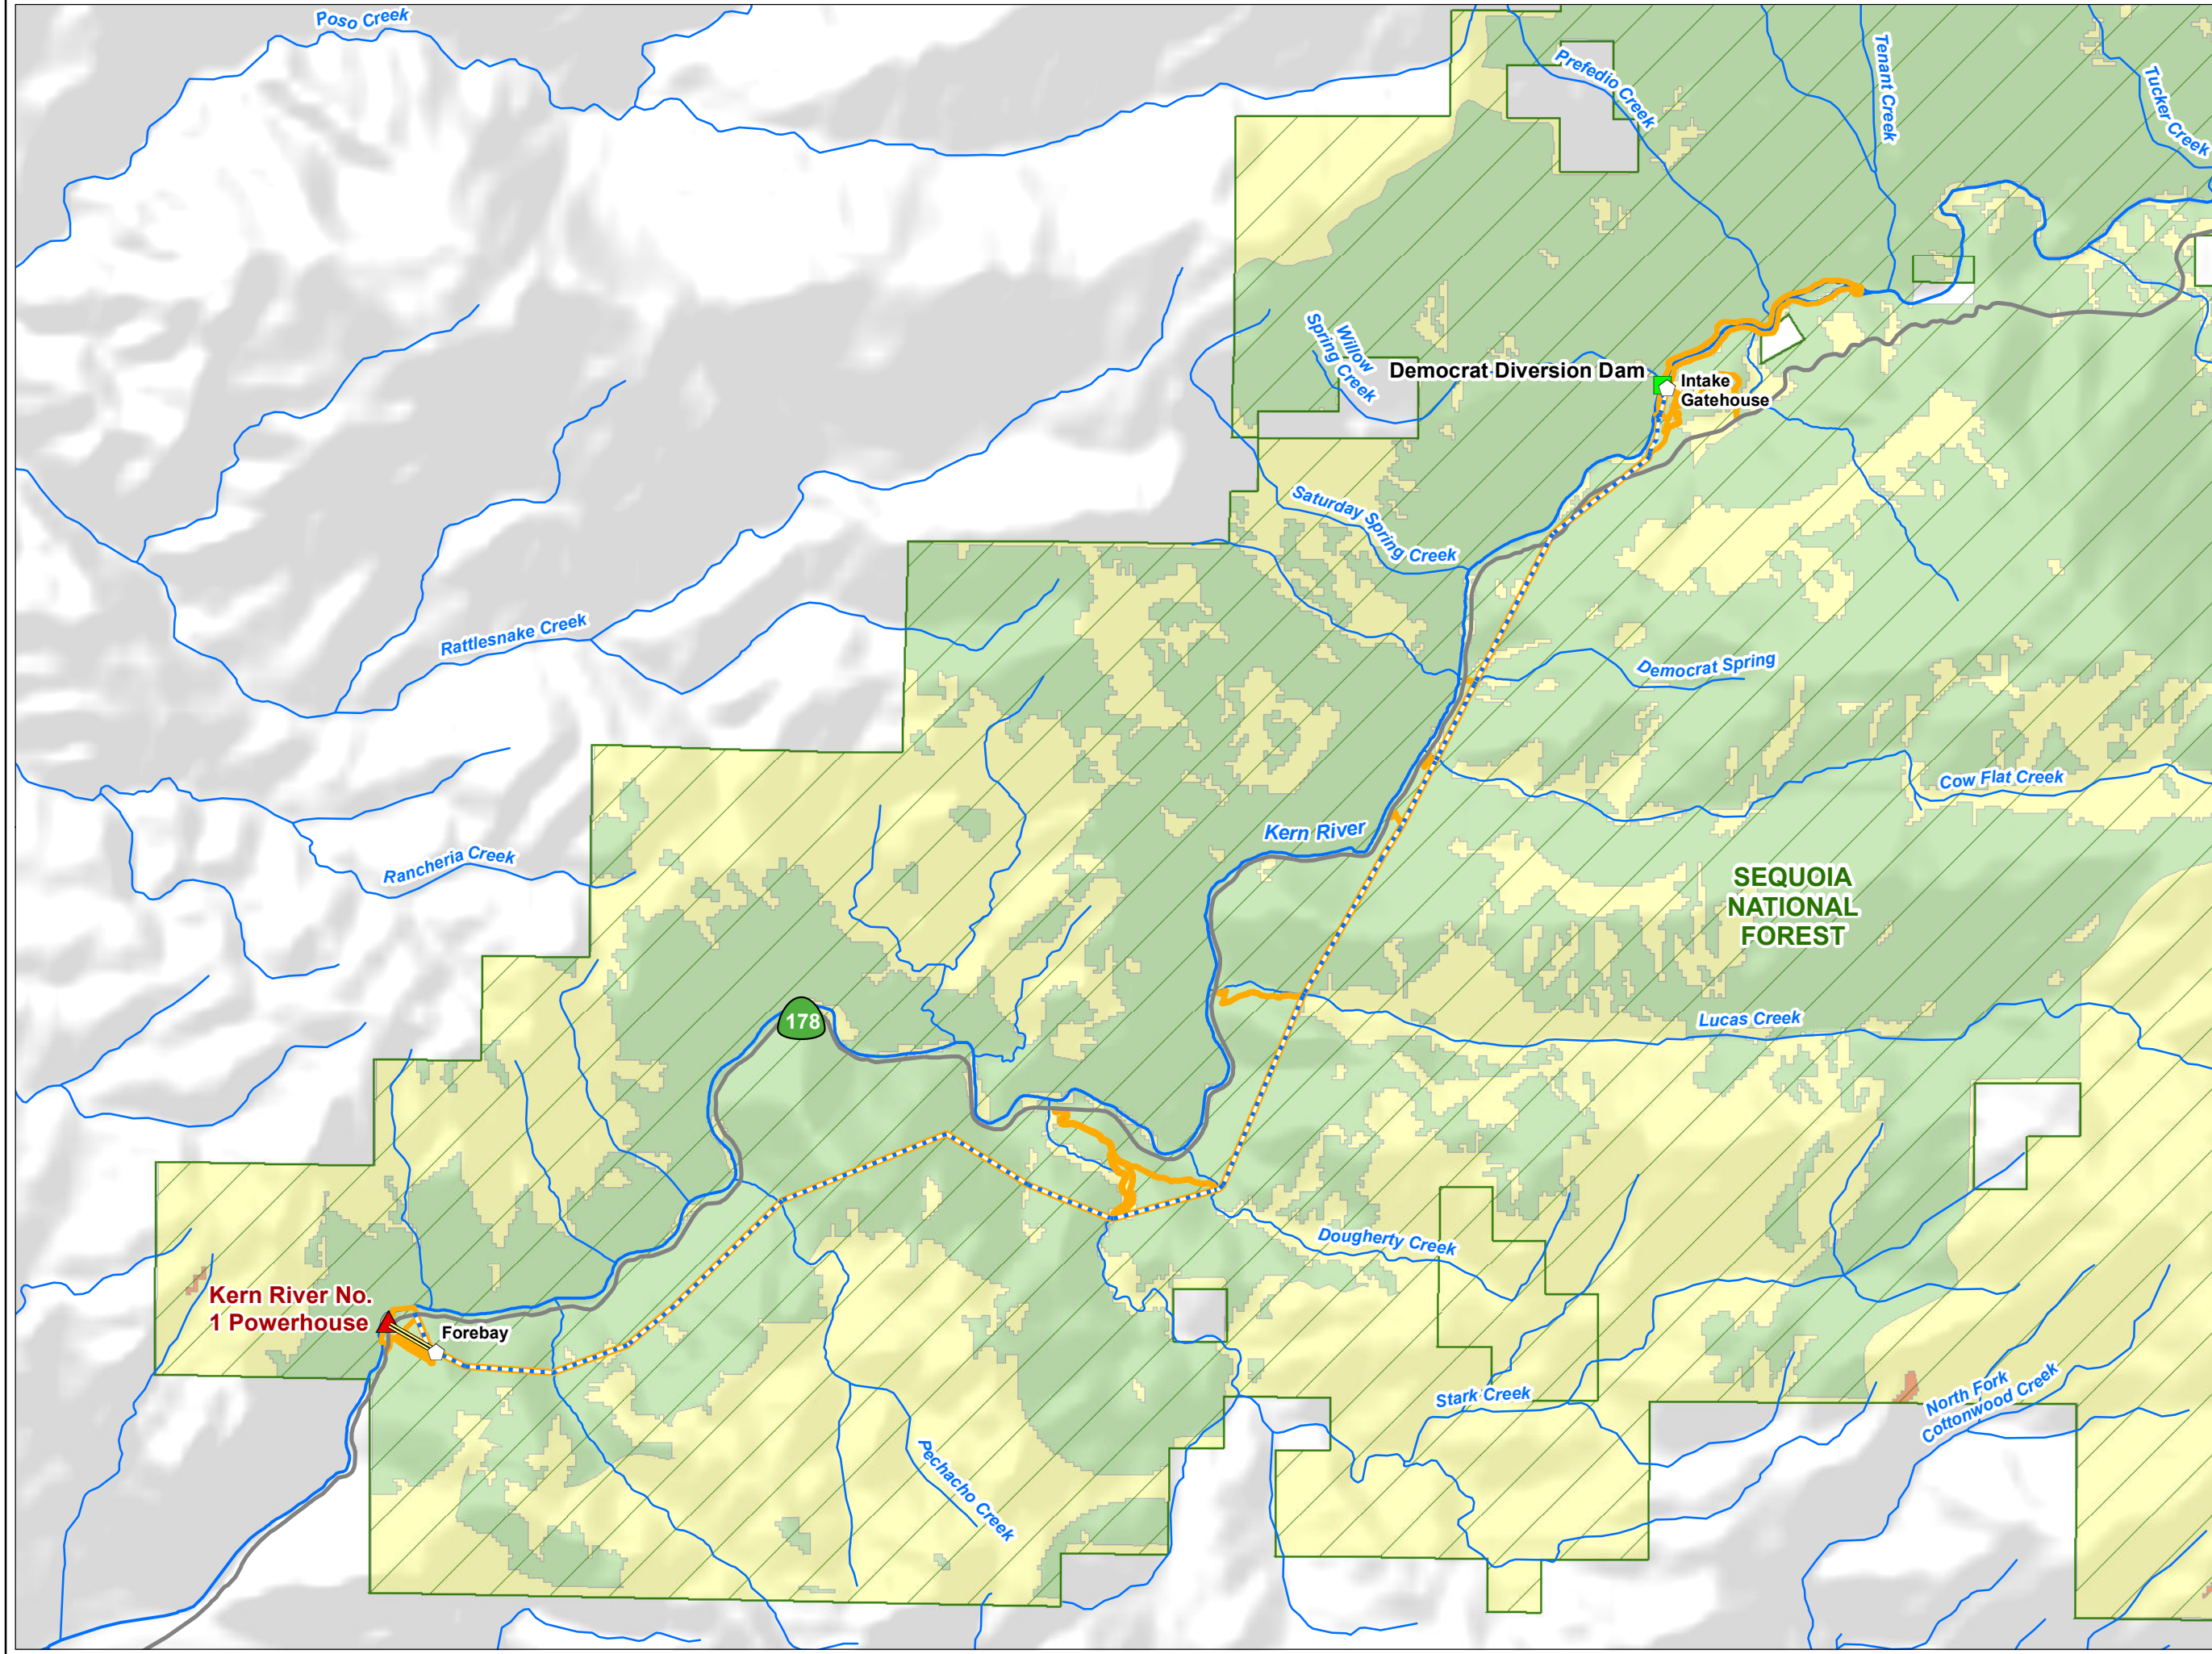 Poso Creek
Prefedio Creek
Tenant Creek
Tucker Creek
Willow
Spring Creek
Democrat Diversion Dam
Intake
Gatehouse
Saturday Spring Creek
Rattlesnake Creek
Democrat Spring
Cow Flat Creek
Kern River
Rancheria Creek
SEQUOIA
NATIONAL
FOREST
178
Lucas Creek
Dougherty Creek
Kern River No.
1 Powerhouse
Forebay
Stark Creek
North Fork
Cottonwood Creek
Pechacho Creek